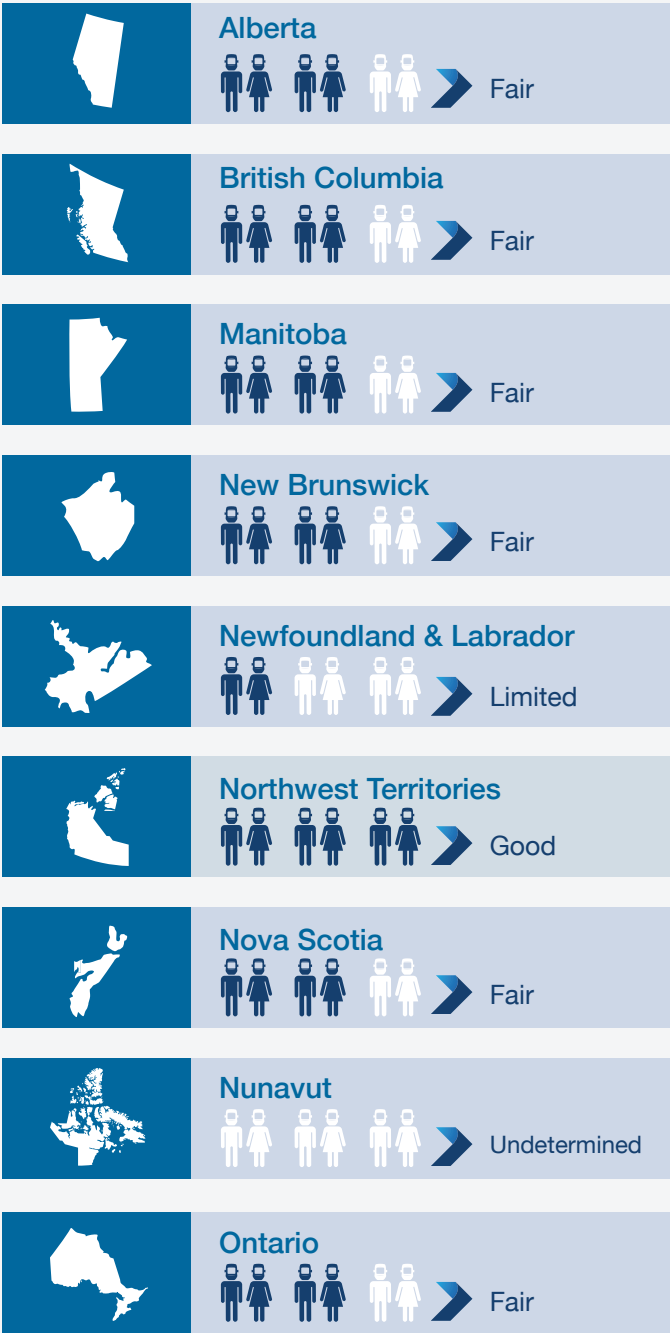 Alberta
Fair
British Columbia
Fair
Manitoba
Fair
New Brunswick
Fair
Newfoundland & Labrador
Limited
Northwest Territories
Good
Nova Scotia
Fair
Nunavut
Undetermined
Ontario
Fair